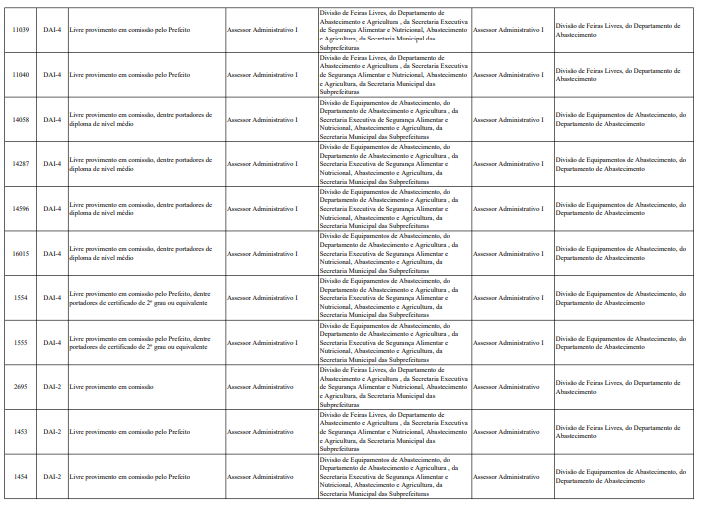 11039 DAI-4 Livre provimento em comissão pelo Prefeito Assessor Administrativo I Divisão de Feiras Livres, do Departamento de
Abastecimento e Agricultura , da Secretaria Executiva
de Segurança Alimentar e Nutricional, Abastecimento
e Agricultura, da Secretaria Municipal das
Subprefeituras Assessor Administrativo I Divisão de Feiras Livres, do Departamento de
Abastecimento
11040 DAI-4 Livre provimento em comissão pelo Prefeito Assessor Administrativo I Divisão de Feiras Livres, do Departamento de
Abastecimento e Agricultura , da Secretaria Executiva
de Segurança Alimentar e Nutricional, Abastecimento
e Agricultura, da Secretaria Municipal das
Subprefeituras Assessor Administrativo I Divisão de Feiras Livres, do Departamento de
Abastecimento
14058 DAI-4 Livre provimento em comissão, dentre portadores de
diploma de nível médio Assessor Administrativo I Divisão de Equipamentos de Abastecimento, do
Departamento de Abastecimento e Agricultura , da
Secretaria Executiva de Segurança Alimentar e
Nutricional, Abastecimento e Agricultura, da
Secretaria Municipal das Subprefeituras Assessor Administrativo I Divisão de Equipamentos de Abastecimento, do
Departamento de Abastecimento
14287 DAI-4 Livre provimento em comissão, dentre portadores de
diploma de nível médio Assessor Administrativo I Divisão de Equipamentos de Abastecimento, do
Departamento de Abastecimento e Agricultura , da
Secretaria Executiva de Segurança Alimentar e
Nutricional, Abastecimento e Agricultura, da
Secretaria Municipal das Subprefeituras Assessor Administrativo I Divisão de Equipamentos de Abastecimento, do
Departamento de Abastecimento
14596 DAI-4 Livre provimento em comissão, dentre portadores de
diploma de nível médio Assessor Administrativo I Divisão de Equipamentos de Abastecimento, do
Departamento de Abastecimento e Agricultura , da
Secretaria Executiva de Segurança Alimentar e
Nutricional, Abastecimento e Agricultura, da
Secretaria Municipal das Subprefeituras Assessor Administrativo I Divisão de Equipamentos de Abastecimento, do
Departamento de Abastecimento
16015 DAI-4 Livre provimento em comissão, dentre portadores de
diploma de nível médio Assessor Administrativo I Divisão de Equipamentos de Abastecimento, do
Departamento de Abastecimento e Agricultura , da
Secretaria Executiva de Segurança Alimentar e
Nutricional, Abastecimento e Agricultura, da
Secretaria Municipal das Subprefeituras Assessor Administrativo I Divisão de Equipamentos de Abastecimento, do
Departamento de Abastecimento
1554 DAI-4 Livre provimento em comissão pelo Prefeito, dentre
portadores de certificado de 2º grau ou equivalente Assessor Administrativo I Divisão de Equipamentos de Abastecimento, do
Departamento de Abastecimento e Agricultura , da
Secretaria Executiva de Segurança Alimentar e
Nutricional, Abastecimento e Agricultura, da
Secretaria Municipal das Subprefeituras Assessor Administrativo I Divisão de Equipamentos de Abastecimento, do
Departamento de Abastecimento
1555 DAI-4 Livre provimento em comissão pelo Prefeito, dentre
portadores de certificado de 2º grau ou equivalente Assessor Administrativo I Divisão de Equipamentos de Abastecimento, do
Departamento de Abastecimento e Agricultura , da
Secretaria Executiva de Segurança Alimentar e
Nutricional, Abastecimento e Agricultura, da
Secretaria Municipal das Subprefeituras Assessor Administrativo I Divisão de Equipamentos de Abastecimento, do
Departamento de Abastecimento
2695 DAI-2 Livre provimento em comissão Assessor Administrativo Divisão de Feiras Livres, do Departamento de
Abastecimento e Agricultura , da Secretaria Executiva
de Segurança Alimentar e Nutricional, Abastecimento
e Agricultura, da Secretaria Municipal das
Subprefeituras Assessor Administrativo Divisão de Feiras Livres, do Departamento de
Abastecimento
1453 DAI-2 Livre provimento em comissão pelo Prefeito Assessor Administrativo Divisão de Feiras Livres, do Departamento de
Abastecimento e Agricultura , da Secretaria Executiva
de Segurança Alimentar e Nutricional, Abastecimento
e Agricultura, da Secretaria Municipal das
Subprefeituras Assessor Administrativo Divisão de Feiras Livres, do Departamento de
Abastecimento
1454 DAI-2 Livre provimento em comissão pelo Prefeito Assessor Administrativo Divisão de Equipamentos de Abastecimento, do
Departamento de Abastecimento e Agricultura , da
Secretaria Executiva de Segurança Alimentar e
Nutricional, Abastecimento e Agricultura, da
Secretaria Municipal das Subprefeituras Assessor Administrativo Divisão de Equipamentos de Abastecimento, do
Departamento de Abastecimento